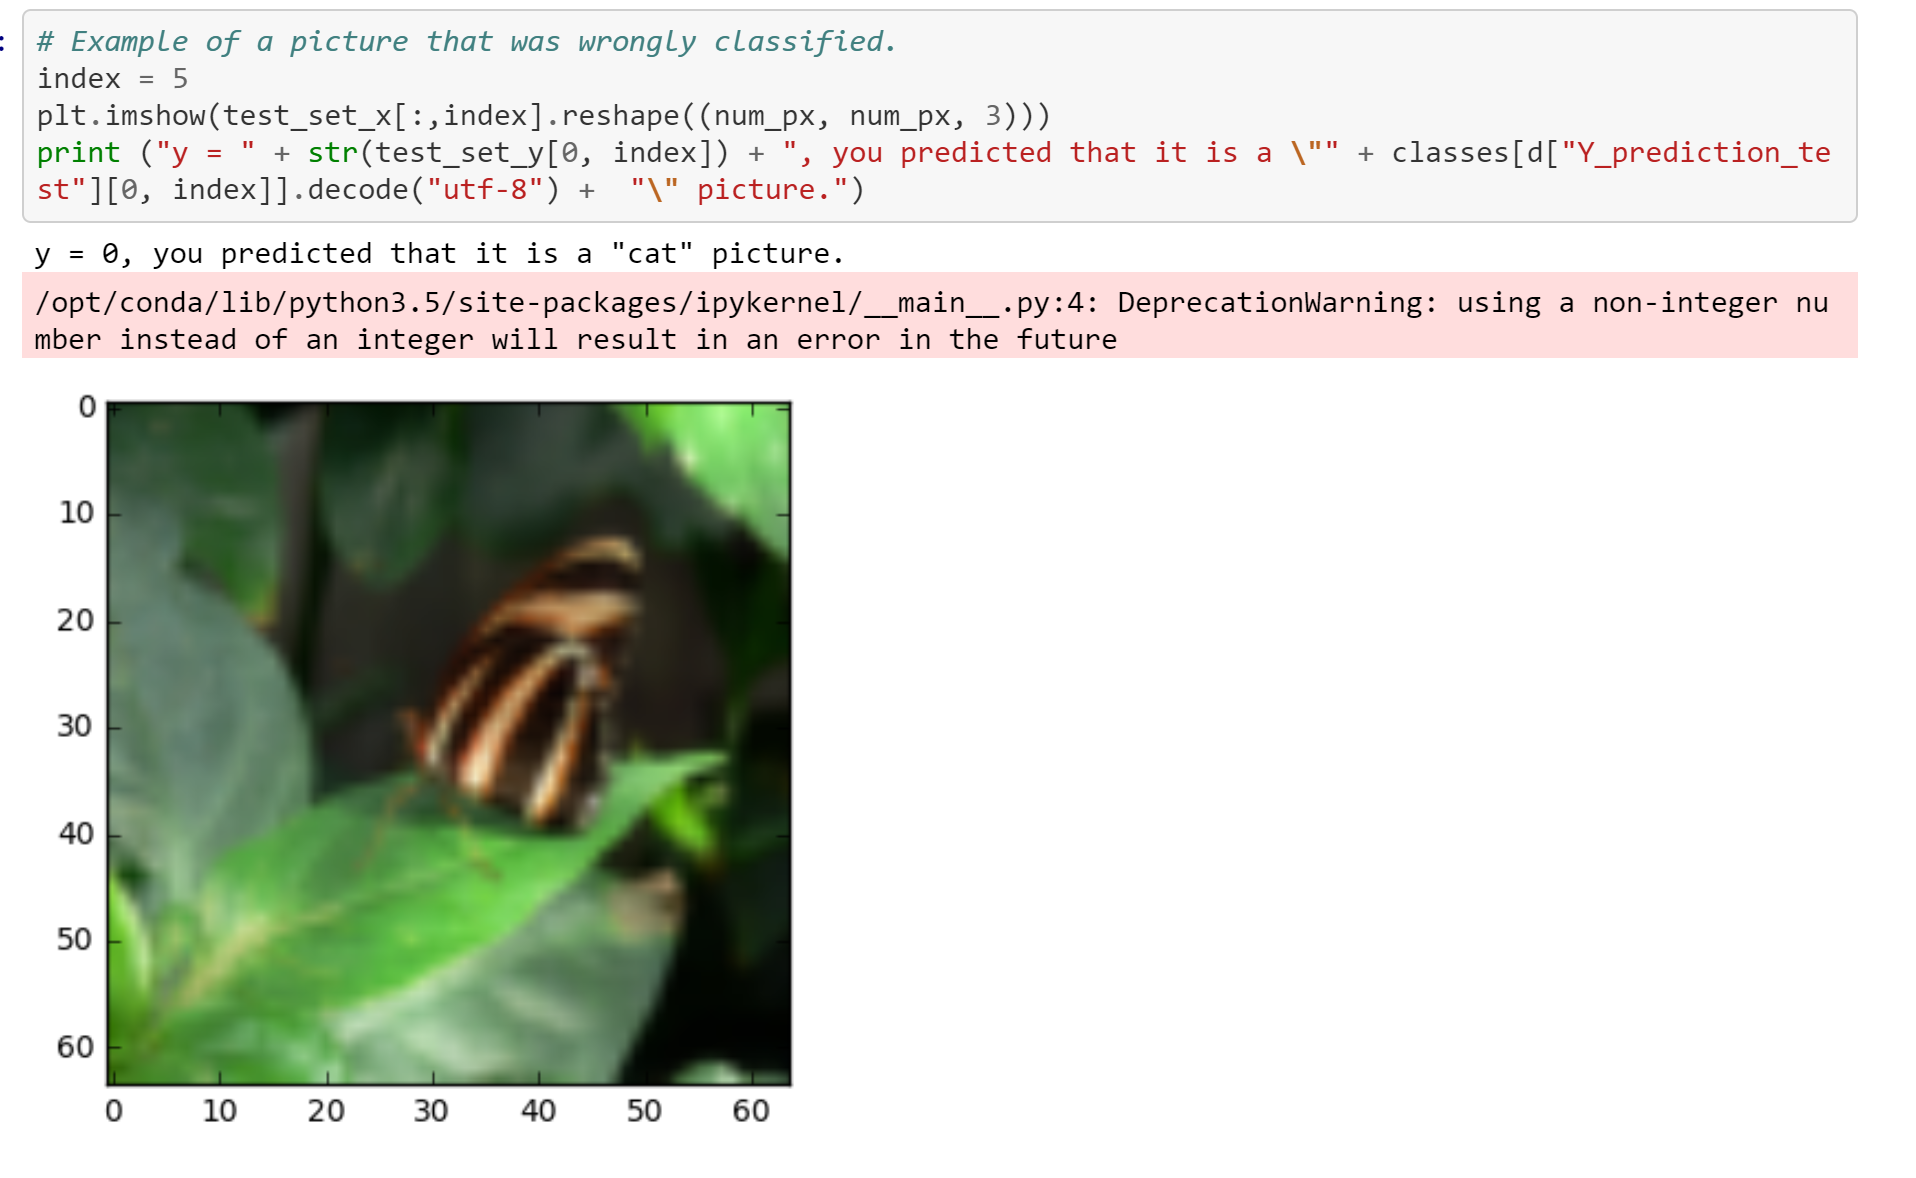 :
# Example of a picture that was wrongly classified.
index = 5
plt.imshow(test_set_x[:,index].reshape((num_px, num_px, 3)))
print ("y = " + str(test_set_y[0, index]) + ", you predicted that it is a \"" + classes[d["Y_prediction_te
st"][0, index]].decode("utf-8") +  "\" picture.")
y = 0, you predicted that it is a "cat" picture.
/opt/conda/lib/python3.5/site-packages/ipykernel/__main__.py:4: DeprecationWarning: using a non-integer nu
mber instead of an integer will result in an error in the future
0
10
20
30
40
50
60
0 10 20 30 40 50 60